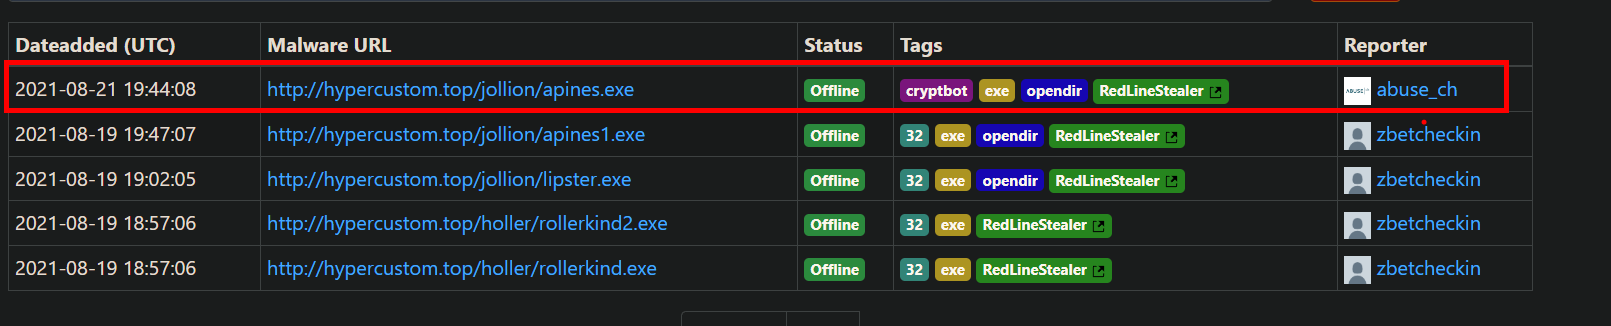 Dateadded (UTC) Malware URL Status Tags Reporter
2021-08-21 19:44:08 http://hypercustom.top/jollion/apines.exe Offline cryptbot exe opendir RedLineStealer ABUSE abuse_ch
2021-08-19 19:47:07 http://hypercustom.top/jollion/apines1.exe Offline 32 exe opendir RedLineStealer zbetcheckin
2021-08-19 19:02:05 http://hypercustom.top/jollion/lipster.exe Offline 32 exe opendir RedLineStealer zbetcheckin
2021-08-19 18:57:06 http://hypercustom.top/holler/rollerkind2.exe Offline 32 exe RedLineStealer zbetcheckin
2021-08-19 18:57:06 http://hypercustom.top/holler/rollerkind.exe Offline 32 exe RedLineStealer zbetcheckin